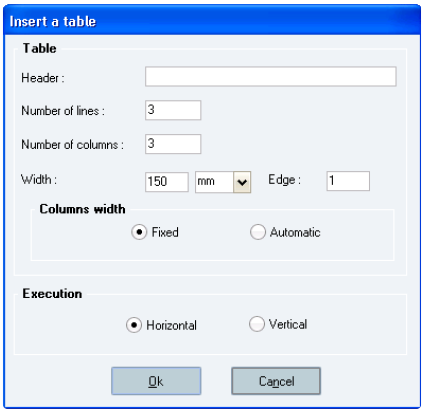 Insert a table
Table
Header :
Number of lines : 3
Number of columns : 3
Width : 150 mm Edge : 1
Columns width
Fixed Automatic
Execution
Horizontal Vertical
Ok Cancel